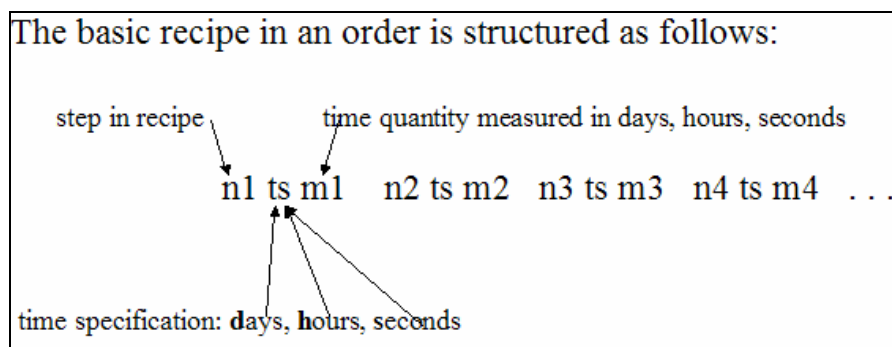 The basic recipe in an order is structured as follows:
step in recipe time quantity measured in days, hours, seconds
n1 ts m1 n2 ts m2 n3 ts m3 n4 ts m4 . . .
time specification: days, hours, seconds